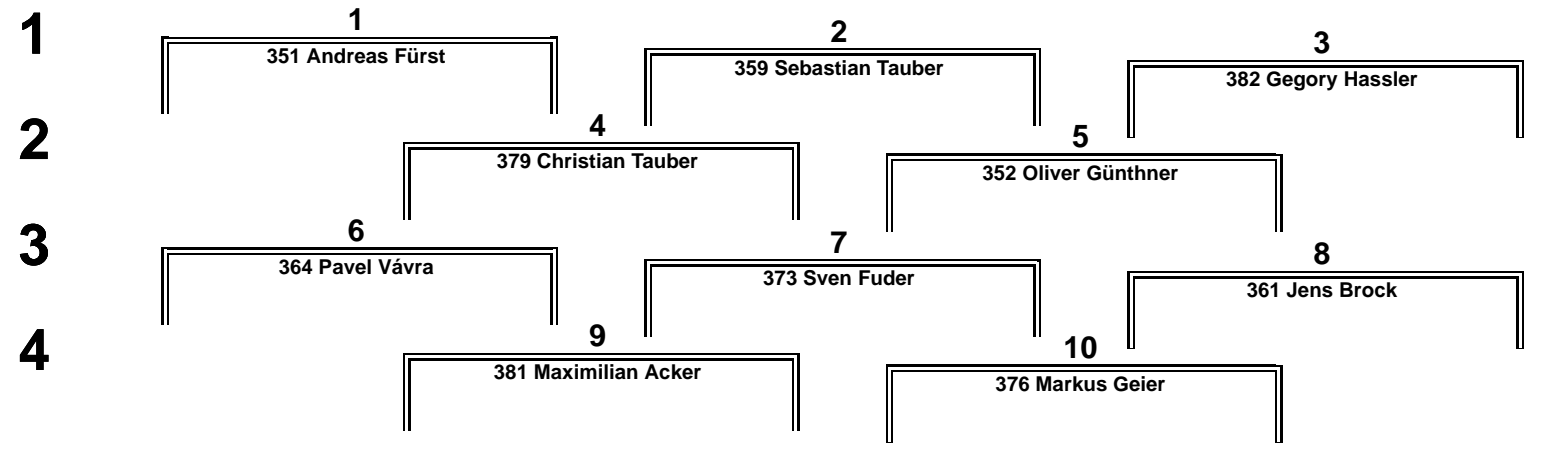 1
1
351 Andreas Fürst
2
359 Sebastian Tauber
3
382 Gegory Hassler
2
4
379 Christian Tauber
5
352 Oliver Günthner
3
6
364 Pavel Vávra
7
373 Sven Fuder
8
361 Jens Brock
4
9
381 Maximilian Acker
10
376 Markus Geier